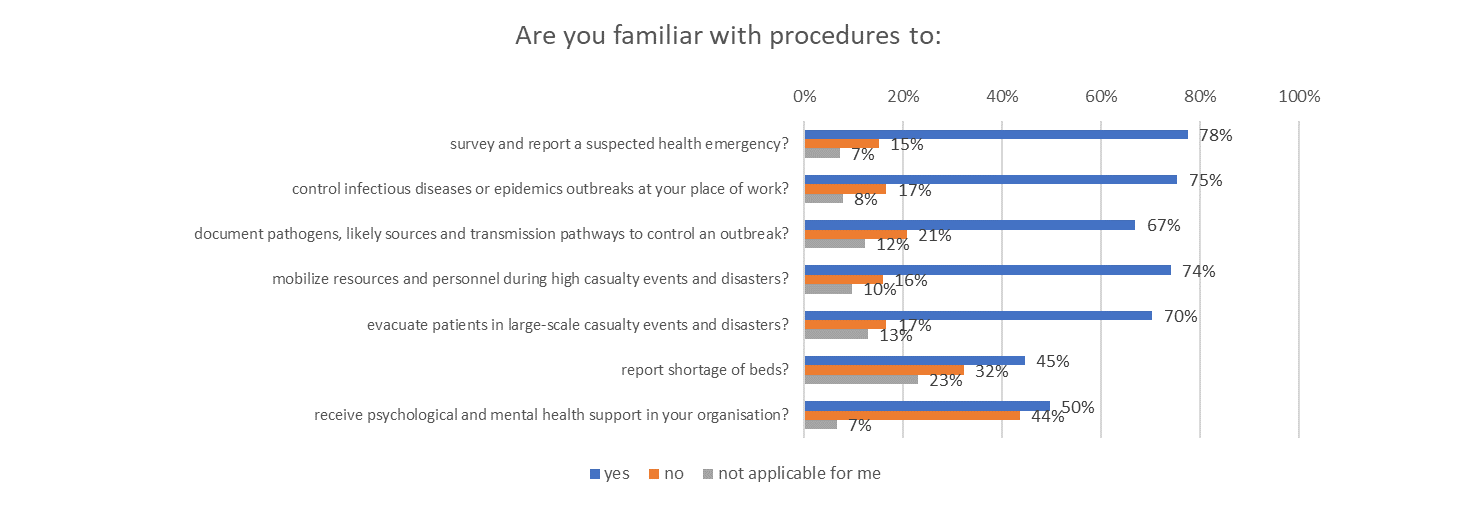 Are you familiar with procedures to:
0% 20% 40% 60% 80% 100%
survey and report a suspected health emergency?
78%
15%
7%
control infectious diseases or epidemics outbreaks at your place of work?
75%
17%
8%
document pathogens, likely sources and transmission pathways to control an outbreak?
67%
21%
12%
mobilize resources and personnel during high casualty events and disasters?
74%
16%
10%
evacuate patients in large-scale casualty events and disasters?
70%
17%
13%
report shortage of beds?
45%
32%
23%
receive psychological and mental health support in your organisation?
50%
44%
7%
yes no not applicable for me